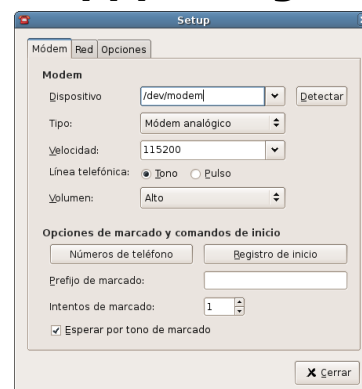 Setup
Módem Red Opciones
Modem
Dispositivo /dev/modem Detectar
Tipo: Módem analógico
Velocidad: 115200
Línea telefónica: Tono Pulso
Volumen: Alto
Opciones de marcado y comandos de inicio
Números de teléfono Registro de inicio
Prefijo de marcado:
Intentos de marcado: 1
Esperar por tono de marcado
Cerrar